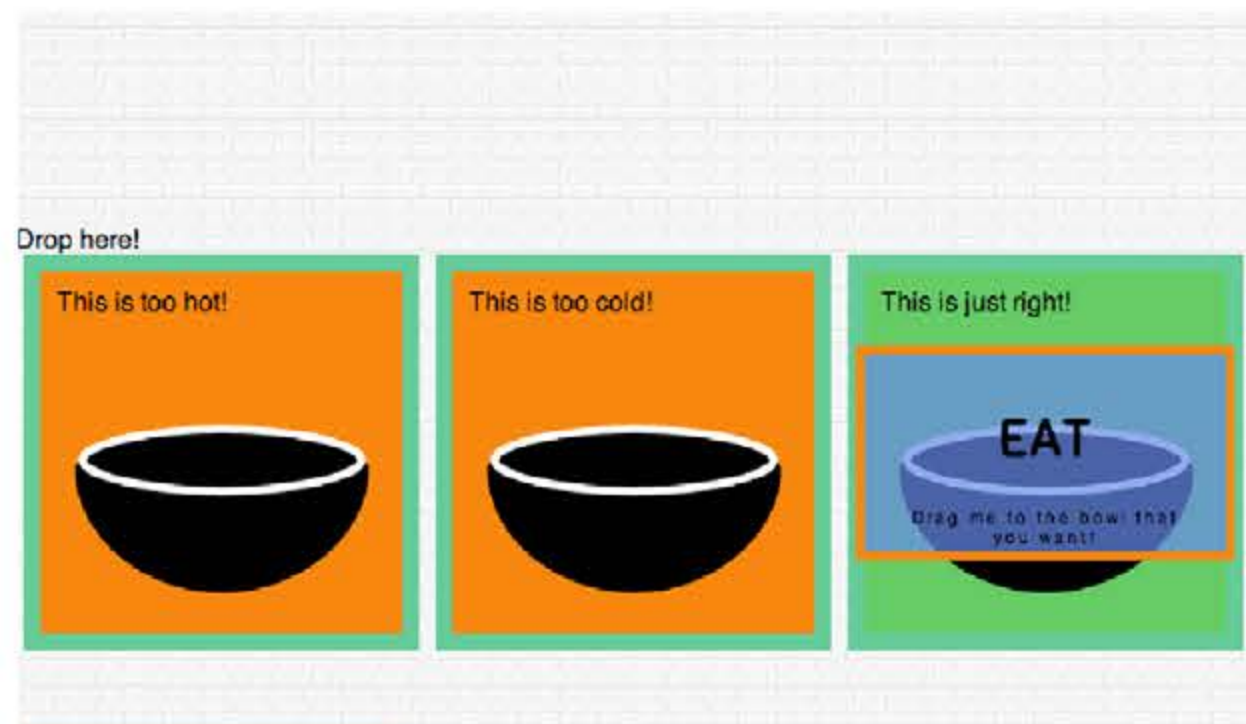 Drop here!
This is too hot!
This is too cold!
This is just right!
EAT
Drag me to the bowl that
you want!